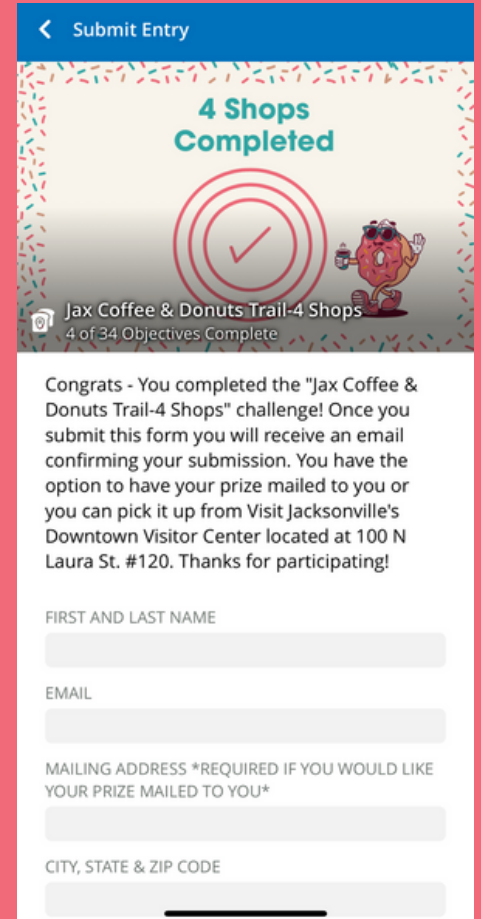 Submit Entry
4 Shops
Completed
Jax Coffee & Donuts Trail-4 Shops
4 of 34 Objectives Complete
Congrats - You completed the "Jax Coffee &
Donuts Trail-4 Shops" challenge! Once you
submit this form you will receive an email
confirming your submission. You have the
option to have your prize mailed to you or
you can pick it up from Visit Jacksonville's
Downtown Visitor Center located at 100 N
Laura St. #120. Thanks for participating!
FIRST AND LAST NAME
EMAIL
MAILING ADDRESS *REQUIRED IF YOU WOULD LIKE
YOUR PRIZE MAILED TO YOU*
CITY, STATE & ZIP CODE